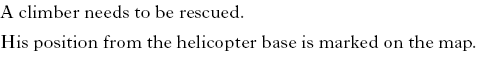 A climber needs to be rescued.
His position from the helicopter base is marked on the map.